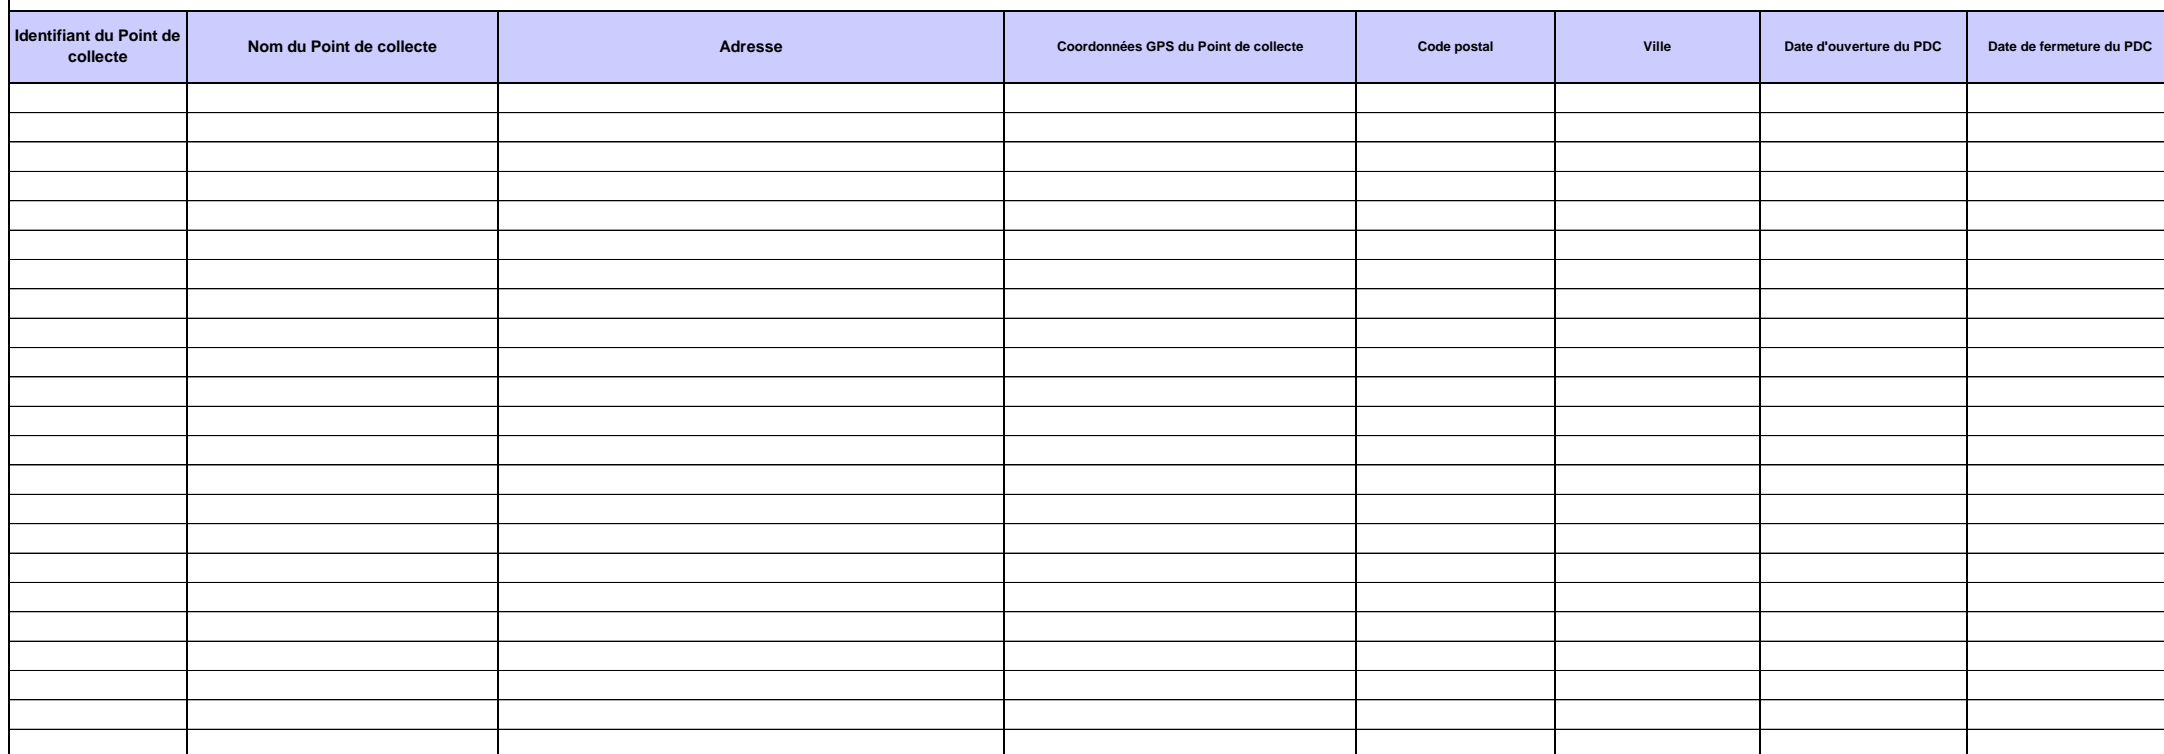 Identifiant du Point de
collecte
Nom du Point de collecte
Adresse
Coordonnées GPS du Point de collecte
Code postal
Ville
Date d'ouverture du PDC
Date de fermeture du PDC